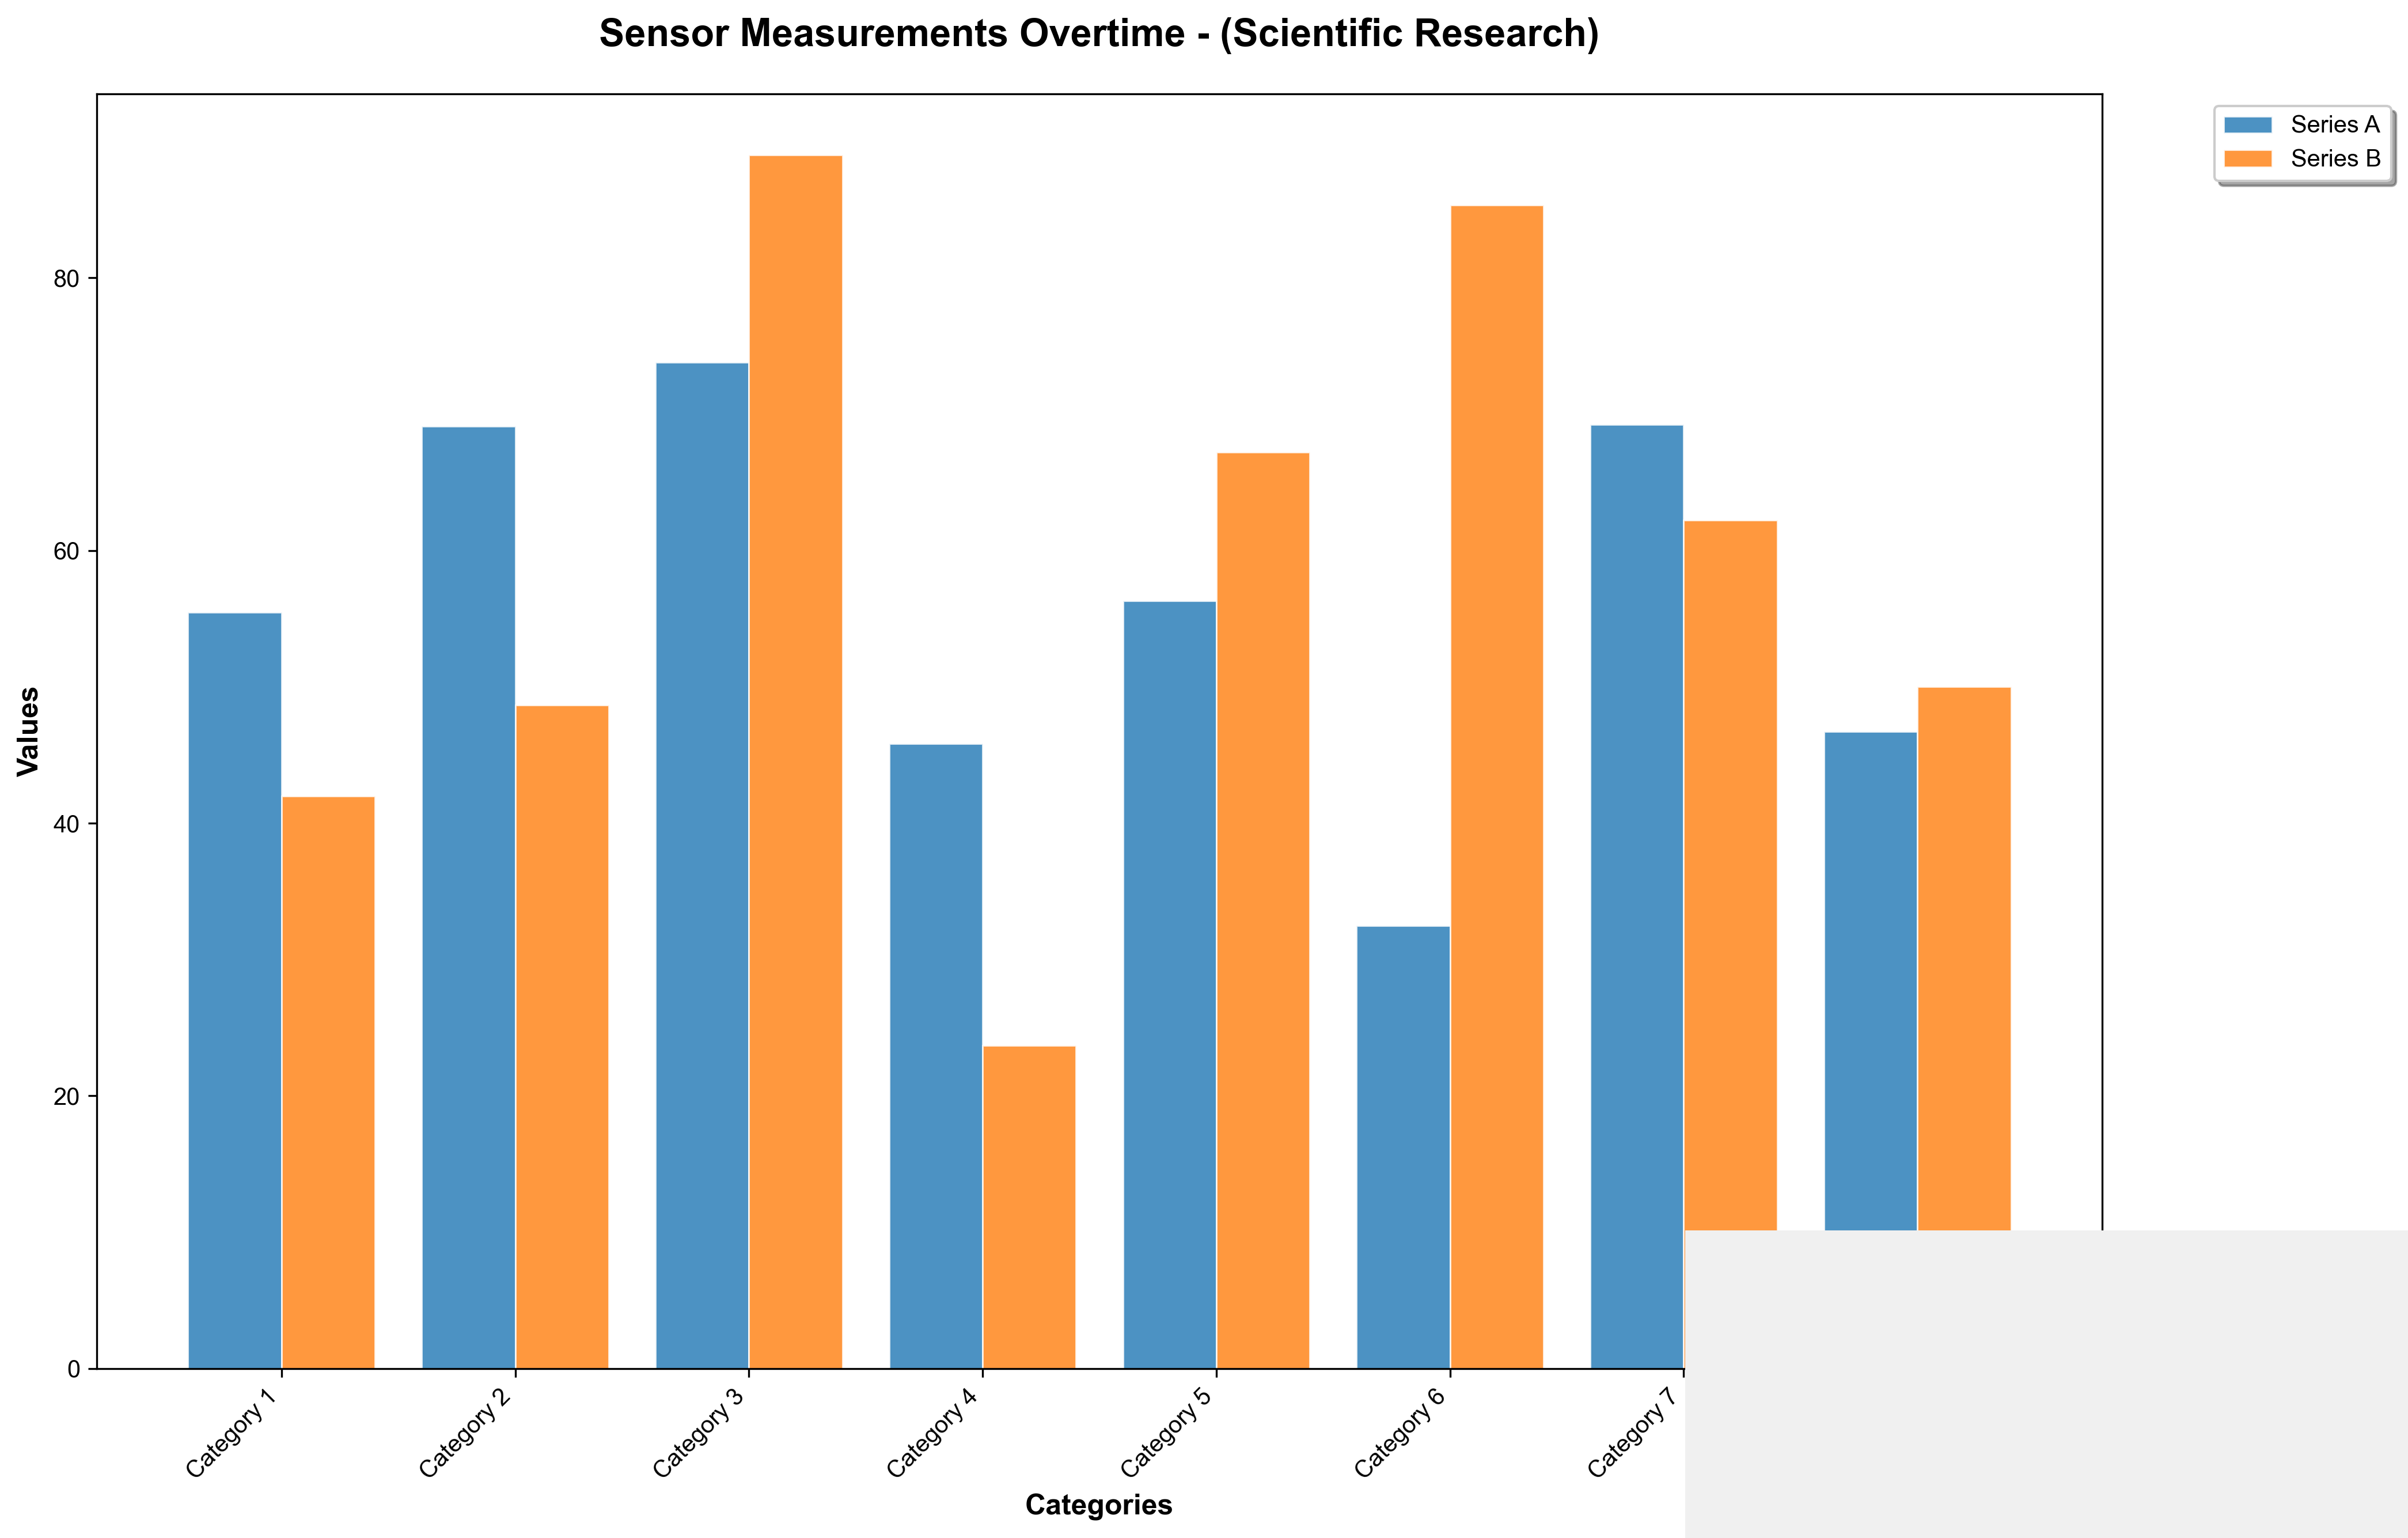 Sensor Measurements Overtime - (Scientific Research)
Series A
Series B
Values
80
60
40
20
0
Category 1
Category 2
Category 3
Category 4
Category 5
Category 6
Category 7
Categories